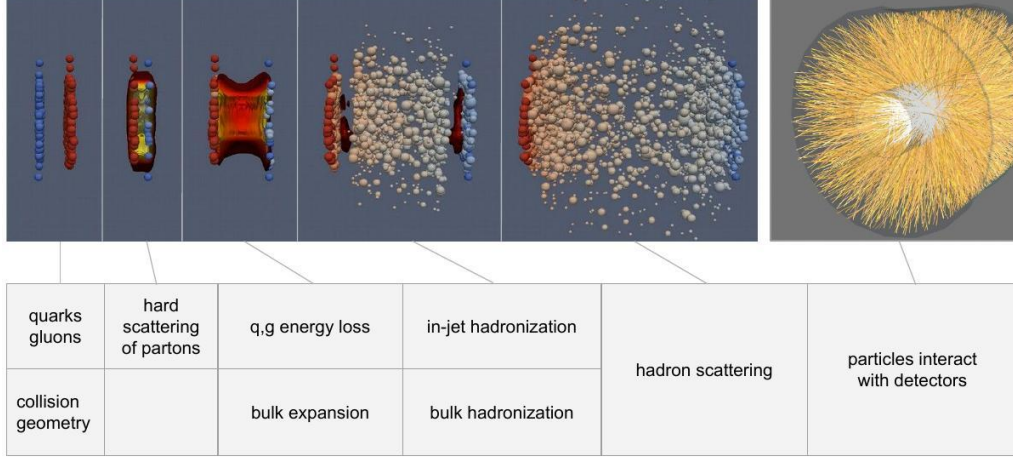 quarks
gluons
hard
scattering
of partons
q,g energy loss
in-jet hadronization
hadron scattering
particles interact
with detectors
collision
geometry
bulk expansion
bulk hadronization